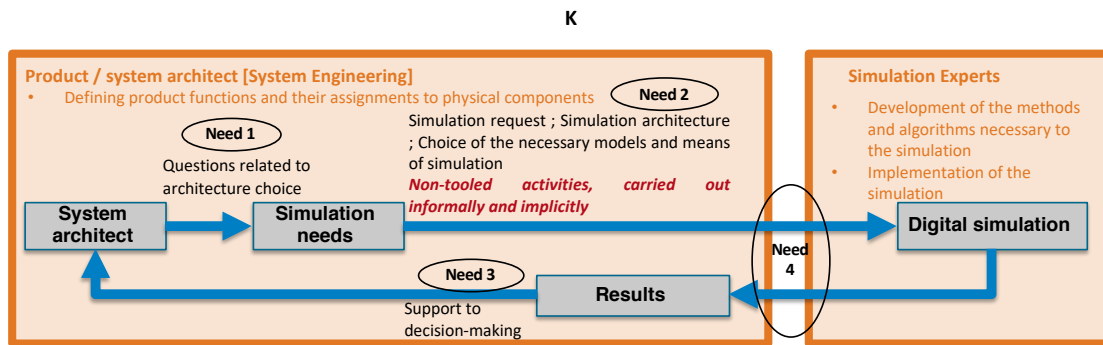 K
Product / system architect [System Engineering]
• Defining product functions and their assignments to physical components
Need 1
Questions related to
architecture choice
Need 2
Simulation request ; Simulation architecture
; Choice of the necessary models and means
of simulation
Non-tooled activities, carried out
informally and implicitly
System
architect
Simulation
needs
Need 3
Support to
decision-making
Results
Need
4
Simulation Experts
• Development of the methods
and algorithms necessary to
the simulation
• Implementation of the
simulation
Digital simulation